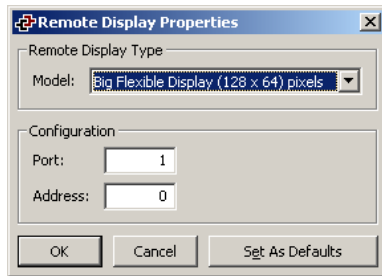 Remote Display Properties
Remote Display Type
Model: Big Flexible Display (128 x 64) pixels
Configuration
Port: 1
Address: 0
OK Cancel Set As Defaults